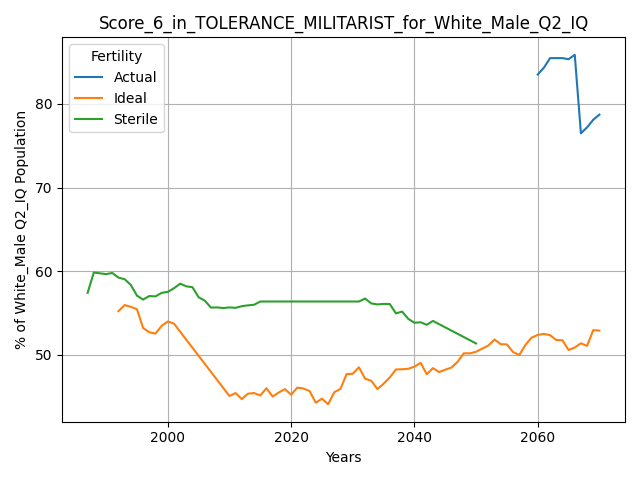 Score_6_in_TOLERANCE_MILITARIST_for_White_Male_Q2_IQ
Fertility
Actual
Ideal
Sterile
% of White_Male Q2_IQ Population
80
70
60
50
2000
2020
2040
2060
Years